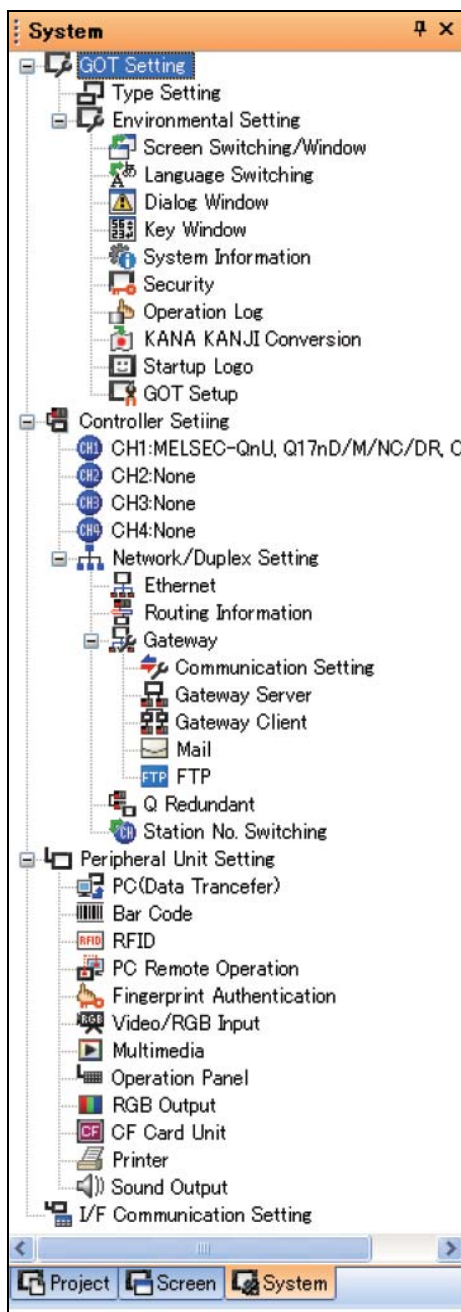 System
GOT Setting
Type Setting
Environmental Setting
Screen Switching/Window
Language Switching
Dialog Window
Key Window
System Information
Security
Operation Log
KANA KANJI Conversion
Startup Logo
GOT Setup
Controller Setiing
CH1 CH1:MELSEC-QnU, Q17nD/M/NC/DR, C
CH2 CH2:None
CH3 CH3:None
CH4 CH4:None
Network/Duplex Setting
Ethernet
Routing Information
Gateway
Communication Setting
Gateway Server
Gateway Client
Mail
FTP FTP
Q Redundant
CH Station No. Switching
Peripheral Unit Setting
PC(Data Trancefer)
Bar Code
RFID RFID
PC Remote Operation
Fingerprint Authentication
RGB Video/RGB Input
Multimedia
Operation Panel
RGB Output
CF CF Card Unit
Printer
Sound Output
I/F Communication Setting
Project Screen System